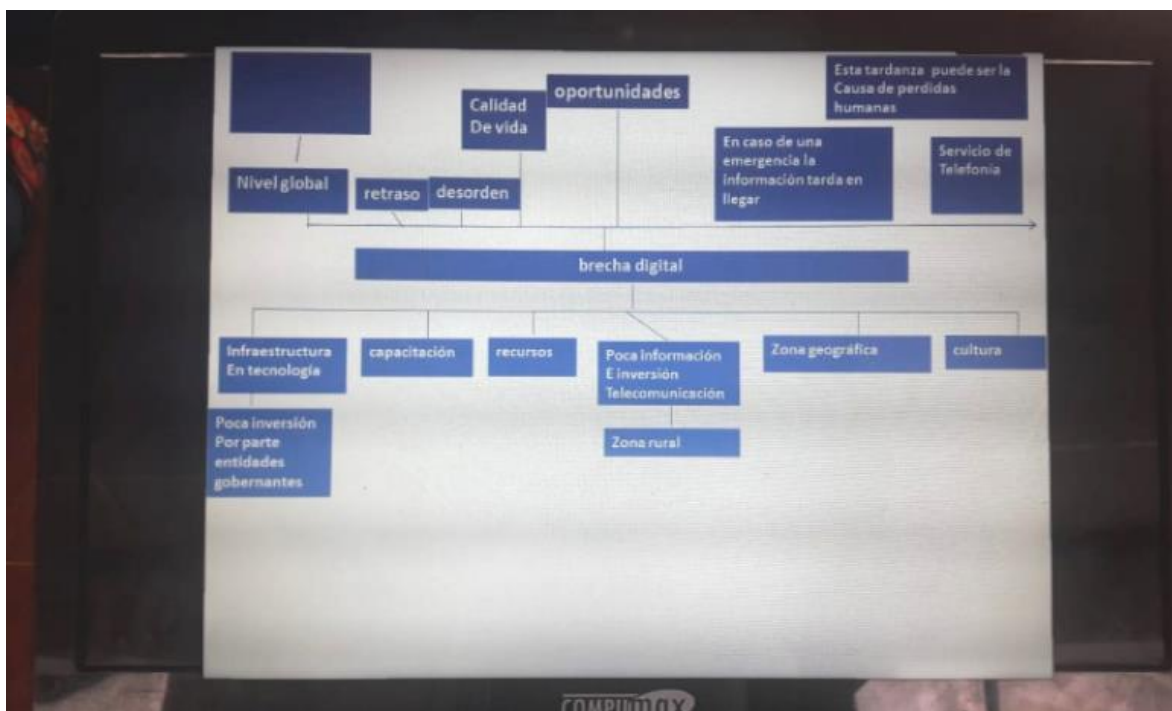 oportunidades
Esta tardanza puede ser la
Causa de perdidas
humanas
Calidad
De vida
En caso de una
emergencia la
información tarda en
llegar
Servicio de
Telefonía
Nivel global
retraso
desorden
brecha digital
Infraestructura
En tecnología
capacitación
recursos
Poca información
E inversión
Telecomunicación
Zona geográfica
cultura
Poca inversión
Por parte
entidades
gobernantes
Zona rural
COMPUmax